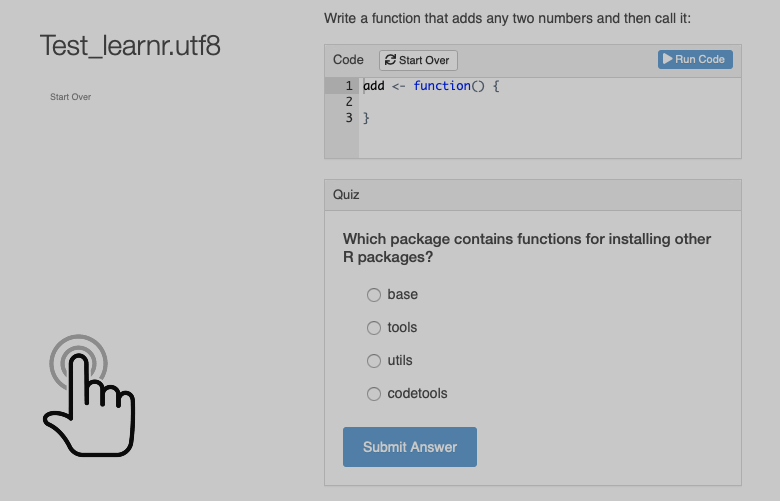 Test_learnr.utf8
Start Over
Write a function that adds any two numbers and then call it:
Code Start Over Run Code
1 add <- function() {
2
3 }
Quiz
Which package contains functions for installing other
R packages?
base
tools
utils
codetools
Submit Answer